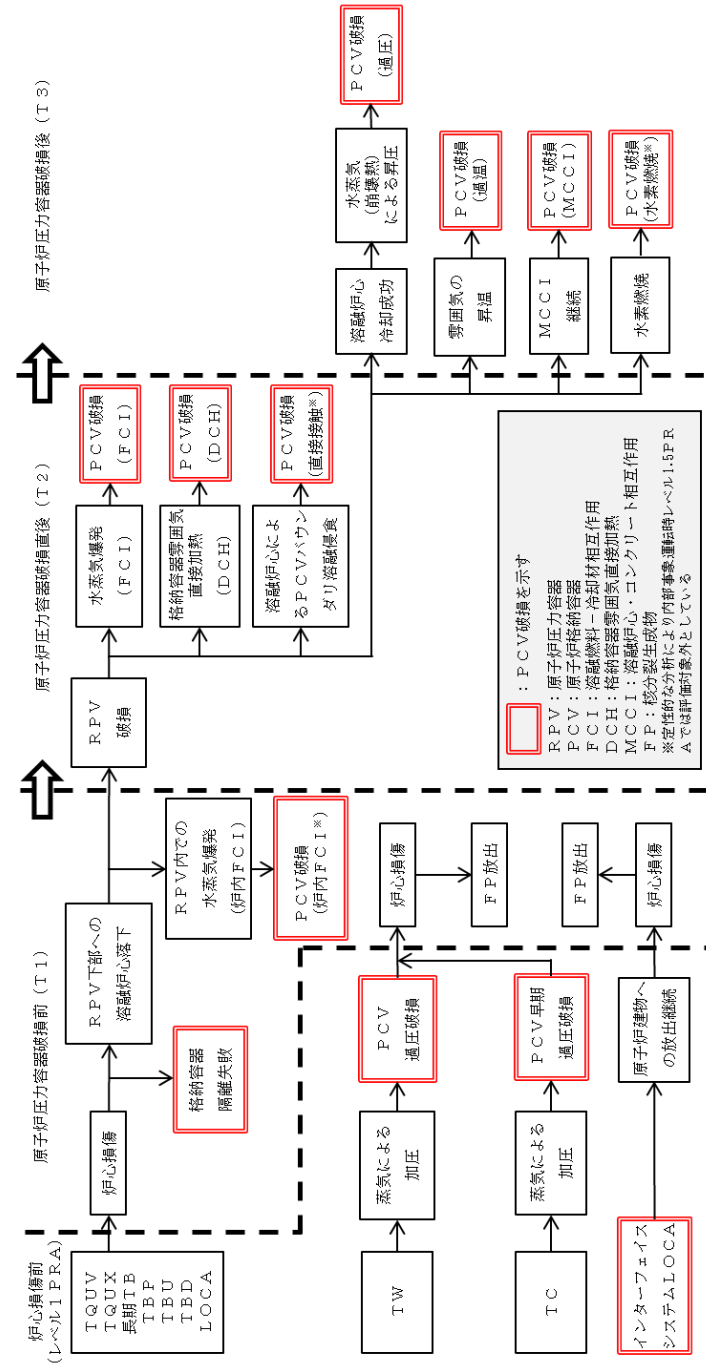 炉心損傷前
(レベル1PRA)
原子炉圧力容器破損前(T1)
原子炉圧力容器破損直後(T2)
原子炉圧力容器破損後(T3)
TQUV
TQUX
長期TB
TBP
TBU
TBD
LOCA
炉心損傷
格納容器
隔離失敗
RPV下部への
溶融炉心落下
RPV内での
水蒸気爆発
(炉内FCI)
PCV破損
(炉内FCI※)
RPV
破損
水蒸気爆発
(FCI)
PCV破損
(FCI)
格納容器雰囲気
直接加熱
(DCH)
PCV破損
(DCH)
溶融炉心によ
るPCVバウン
ダリ溶融侵食
PCV破損
(直接接触※)
溶融炉心
冷却成功
水蒸気
(崩壊熱)
による昇圧
PCV破損
(過圧)
雰囲気の
昇温
PCV破損
(過温)
MCCI
継続
PCV破損
(MCCI)
水素燃焼
PCV破損
(水素燃焼※)
TW
蒸気による
加圧
PCV
過圧破損
炉心損傷
FP放出
TC
蒸気による
加圧
PCV早期
過圧破損
インターフェイス
システムLOCA
原子炉建物へ
の放出継続
炉心損傷
FP放出
:PCV破損を示す
RPV:原子炉圧力容器
PCV:原子炉格納容器
FCI:溶融燃料-冷却材相互作用
DCH:格納容器雰囲気直接加熱
MCCI:溶融炉心・コンクリート相互作用
FP:核分裂生成物
※定性的な分析により内部事象運転時レベル1.5PR
Aでは評価対象外としている